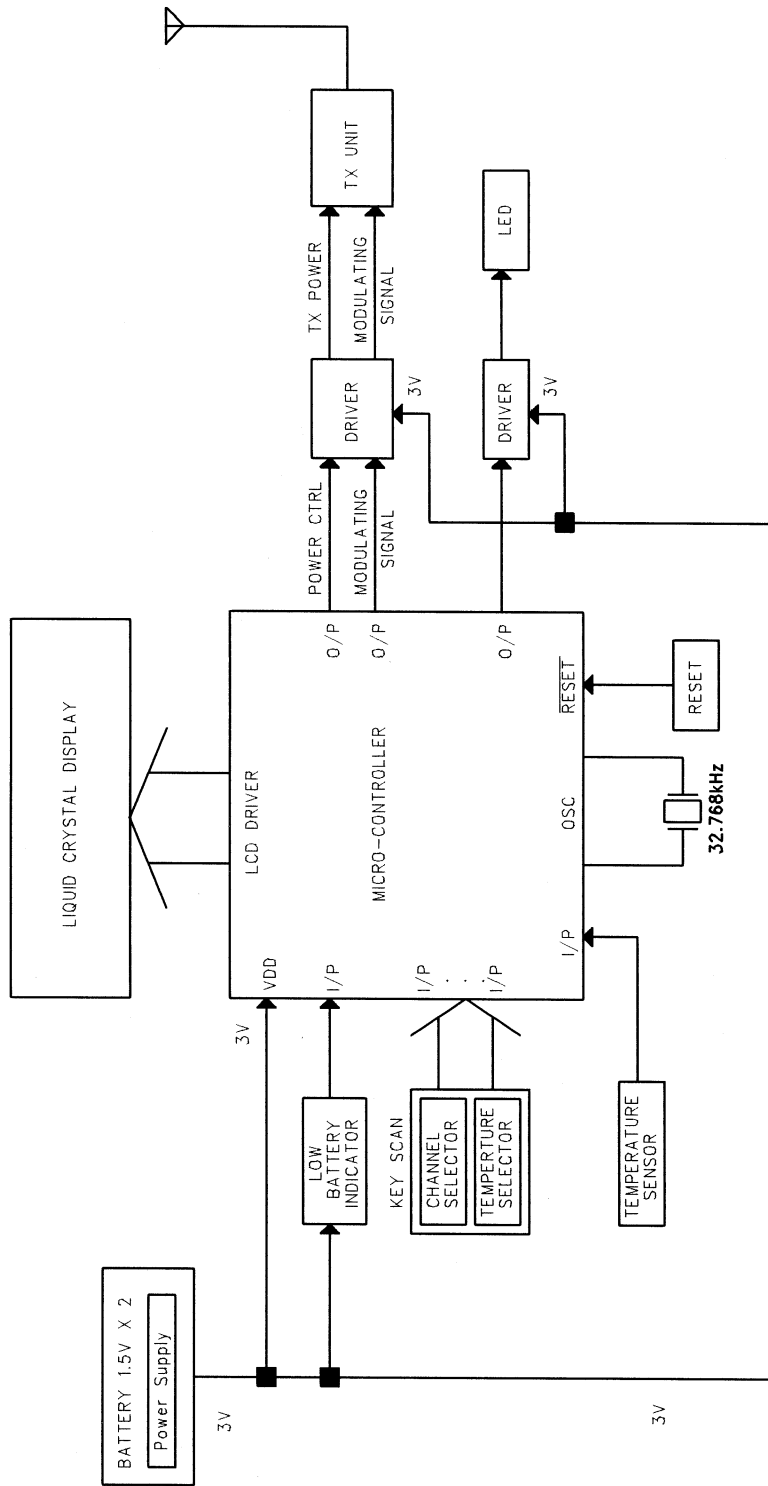 BATTERY 1.5V X 2
Power Supply
3V
3V
3V
LOW
BATTERY
INDICATOR
KEY SCAN
CHANNEL
SELECTOR
TEMPERTURE
SELECTOR
TEMPERATURE
SENSOR
LIQUID CRYSTAL DISPLAY
LCD DRIVER
VDD
I/P
I/P
. . .
I/P
I/P
MICRO-CONTROLLER
OSC
RESET
O/P
O/P
O/P
32.768kHz
RESET
POWER CTRL
MODULATING
SIGNAL
DRIVER
3V
TX POWER
MODULATING
SIGNAL
TX UNIT
DRIVER
3V
LED